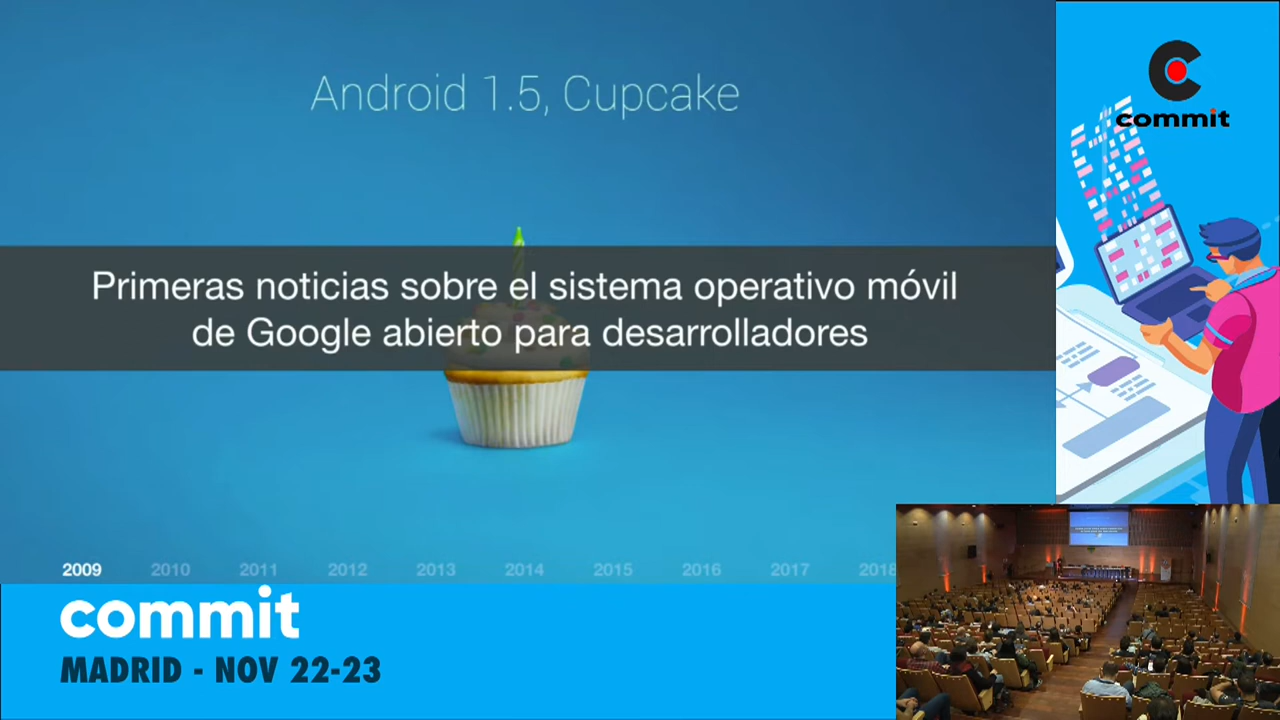 Android 1.5, Cupcake
Primeras noticias sobre el sistema operativo móvil
de Google abierto para desarrolladores
2009 2010 2011 2012 2013 2014 2015 2016 2017 2018
commit
commit
MADRID - NOV 22-23